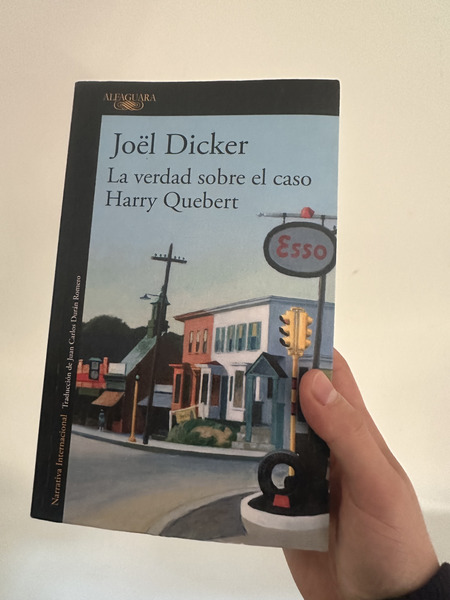 ALFAGUARA
Joël Dicker
La verdad sobre el caso
Harry Quebert
Esso
Narrativa Internacional Traducción de Juan Carlos Durán Romero